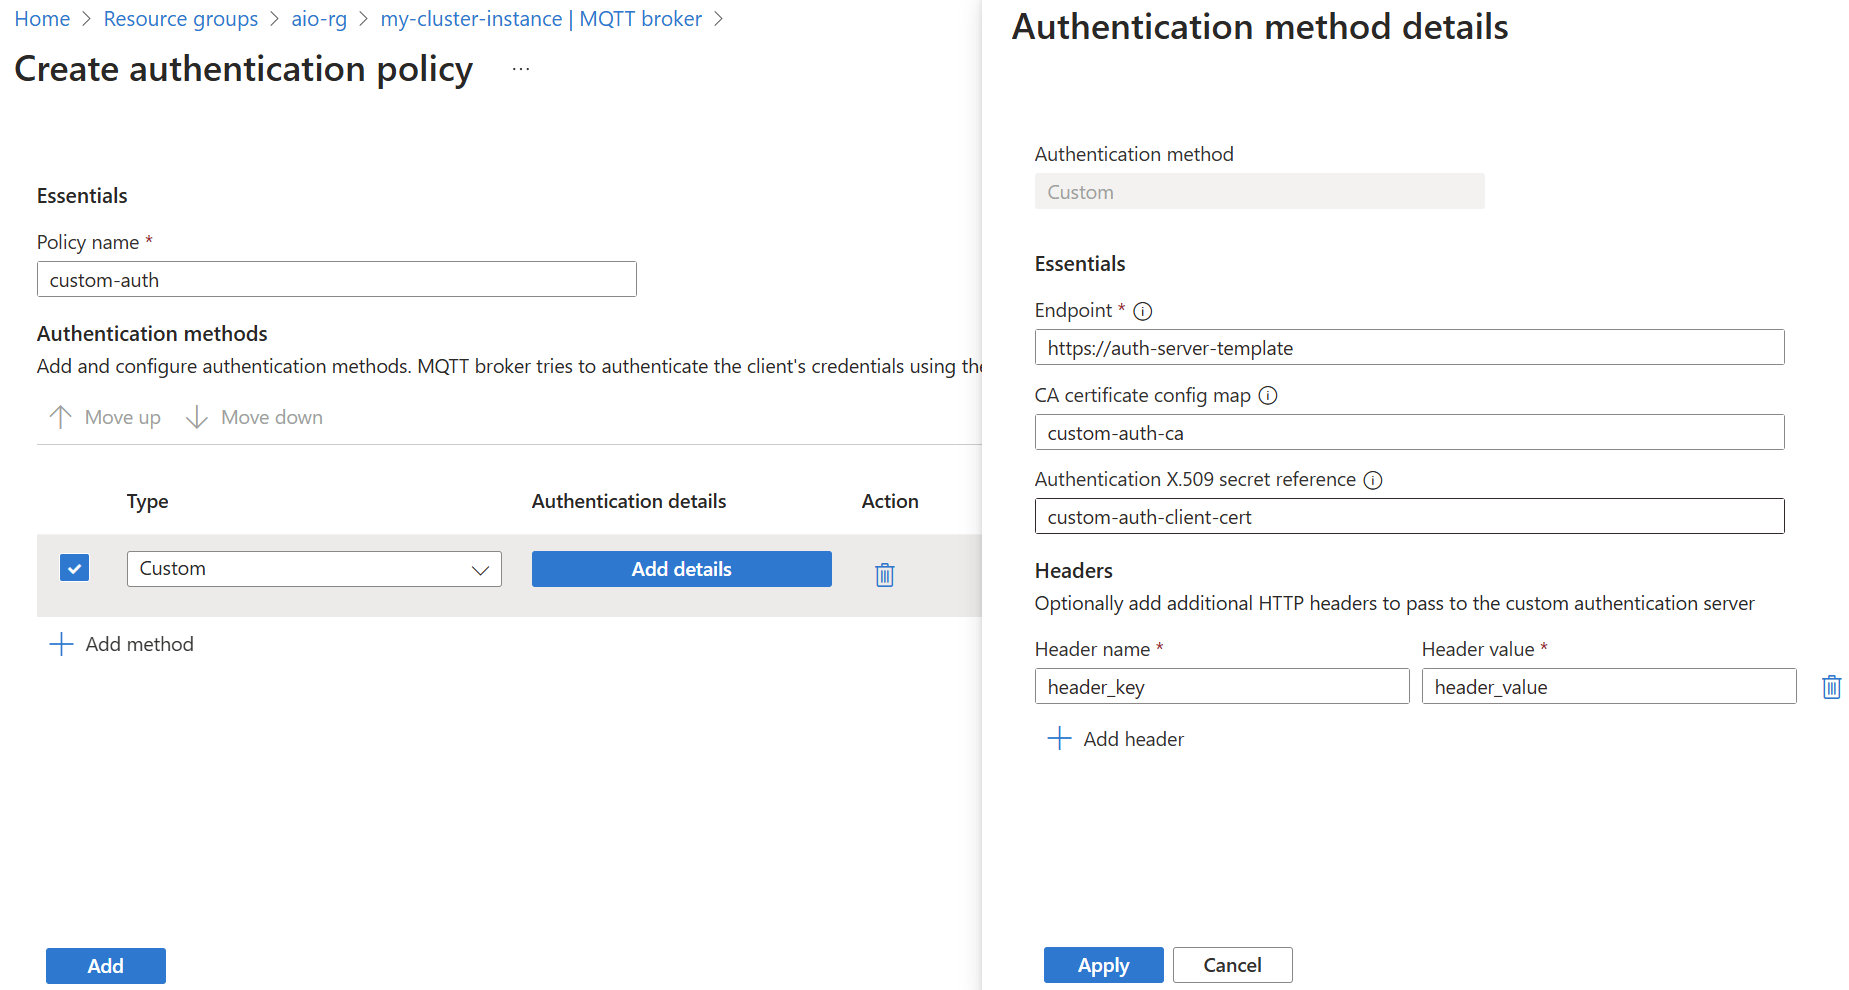 Home > Resource groups > aio-rg > my-cluster-instance | MQTT broker >
Create authentication policy ...
Essentials
Policy name *
custom-auth
Authentication methods
Add and configure authentication methods. MQTT broker tries to authenticate the client's credentials using the
Move up Move down
Type Authentication details Action
Custom Add details
Add method
Add
Authentication method details
Authentication method
Custom
Essentials
Endpoint *
https://auth-server-template
CA certificate config map
custom-auth-ca
Authentication X.509 secret reference
custom-auth-client-cert
Headers
Optionally add additional HTTP headers to pass to the custom authentication server
Header name * Header value *
header_key header_value
Add header
Apply Cancel